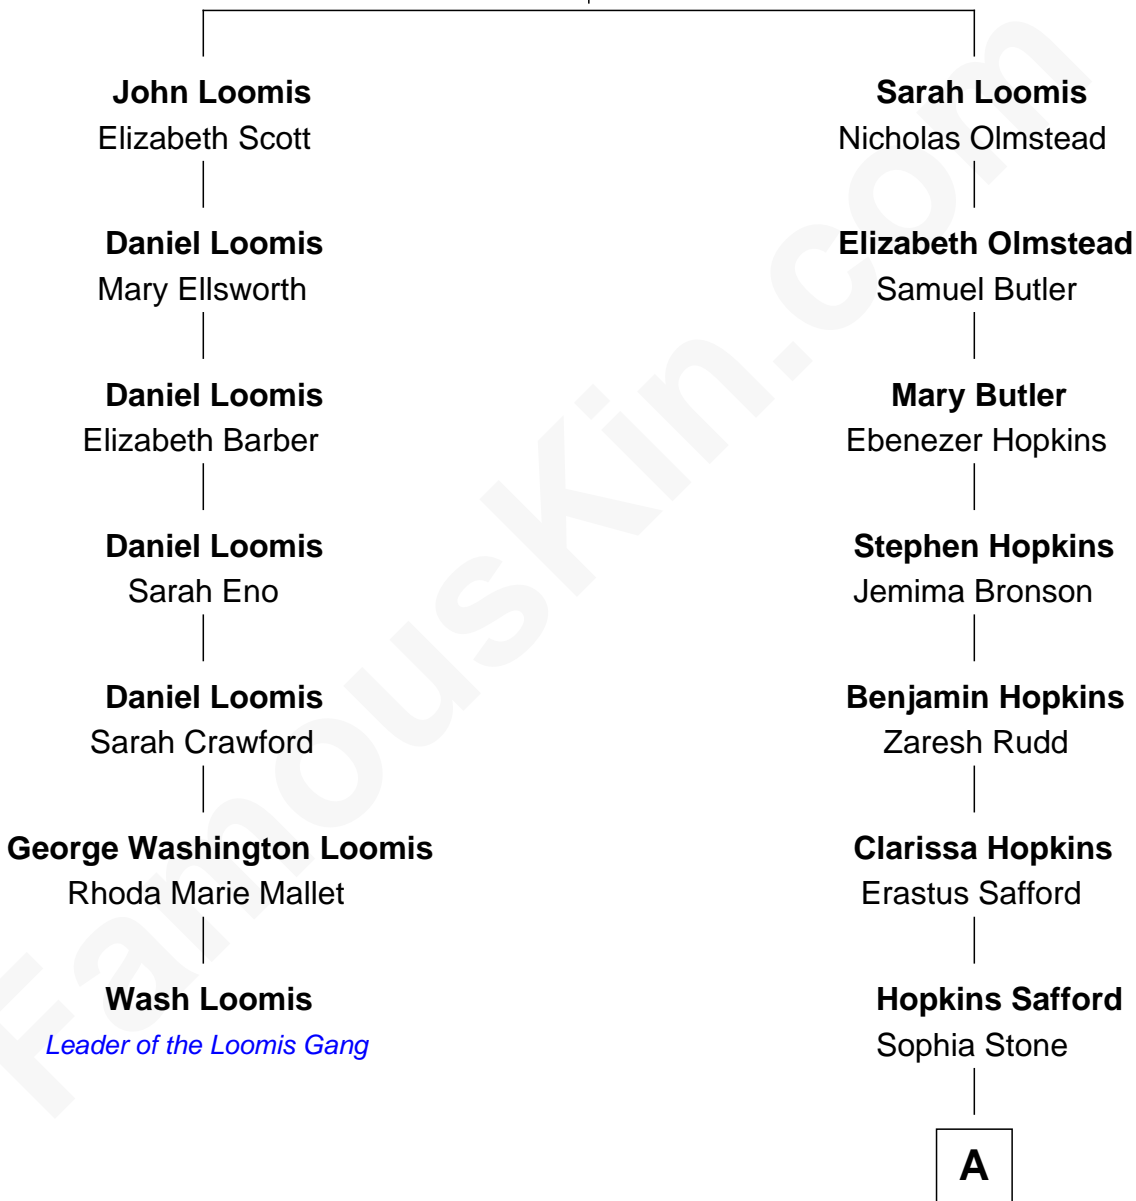 John Loomis
Elizabeth Scott
Sarah Loomis
Nicholas Olmstead
Daniel Loomis
Mary Ellsworth
Elizabeth Olmstead
Samuel Butler
Daniel Loomis
Elizabeth Barber
Mary Butler
Ebenezer Hopkins
Daniel Loomis
Sarah Eno
Stephen Hopkins
Jemima Bronson
Daniel Loomis
Sarah Crawford
Benjamin Hopkins
Zaresh Rudd
George Washington Loomis
Rhoda Marie Mallet
Clarissa Hopkins
Erastus Safford
Wash Loomis
Leader of the Loomis Gang
Hopkins Safford
Sophia Stone
A
FamousKin.com